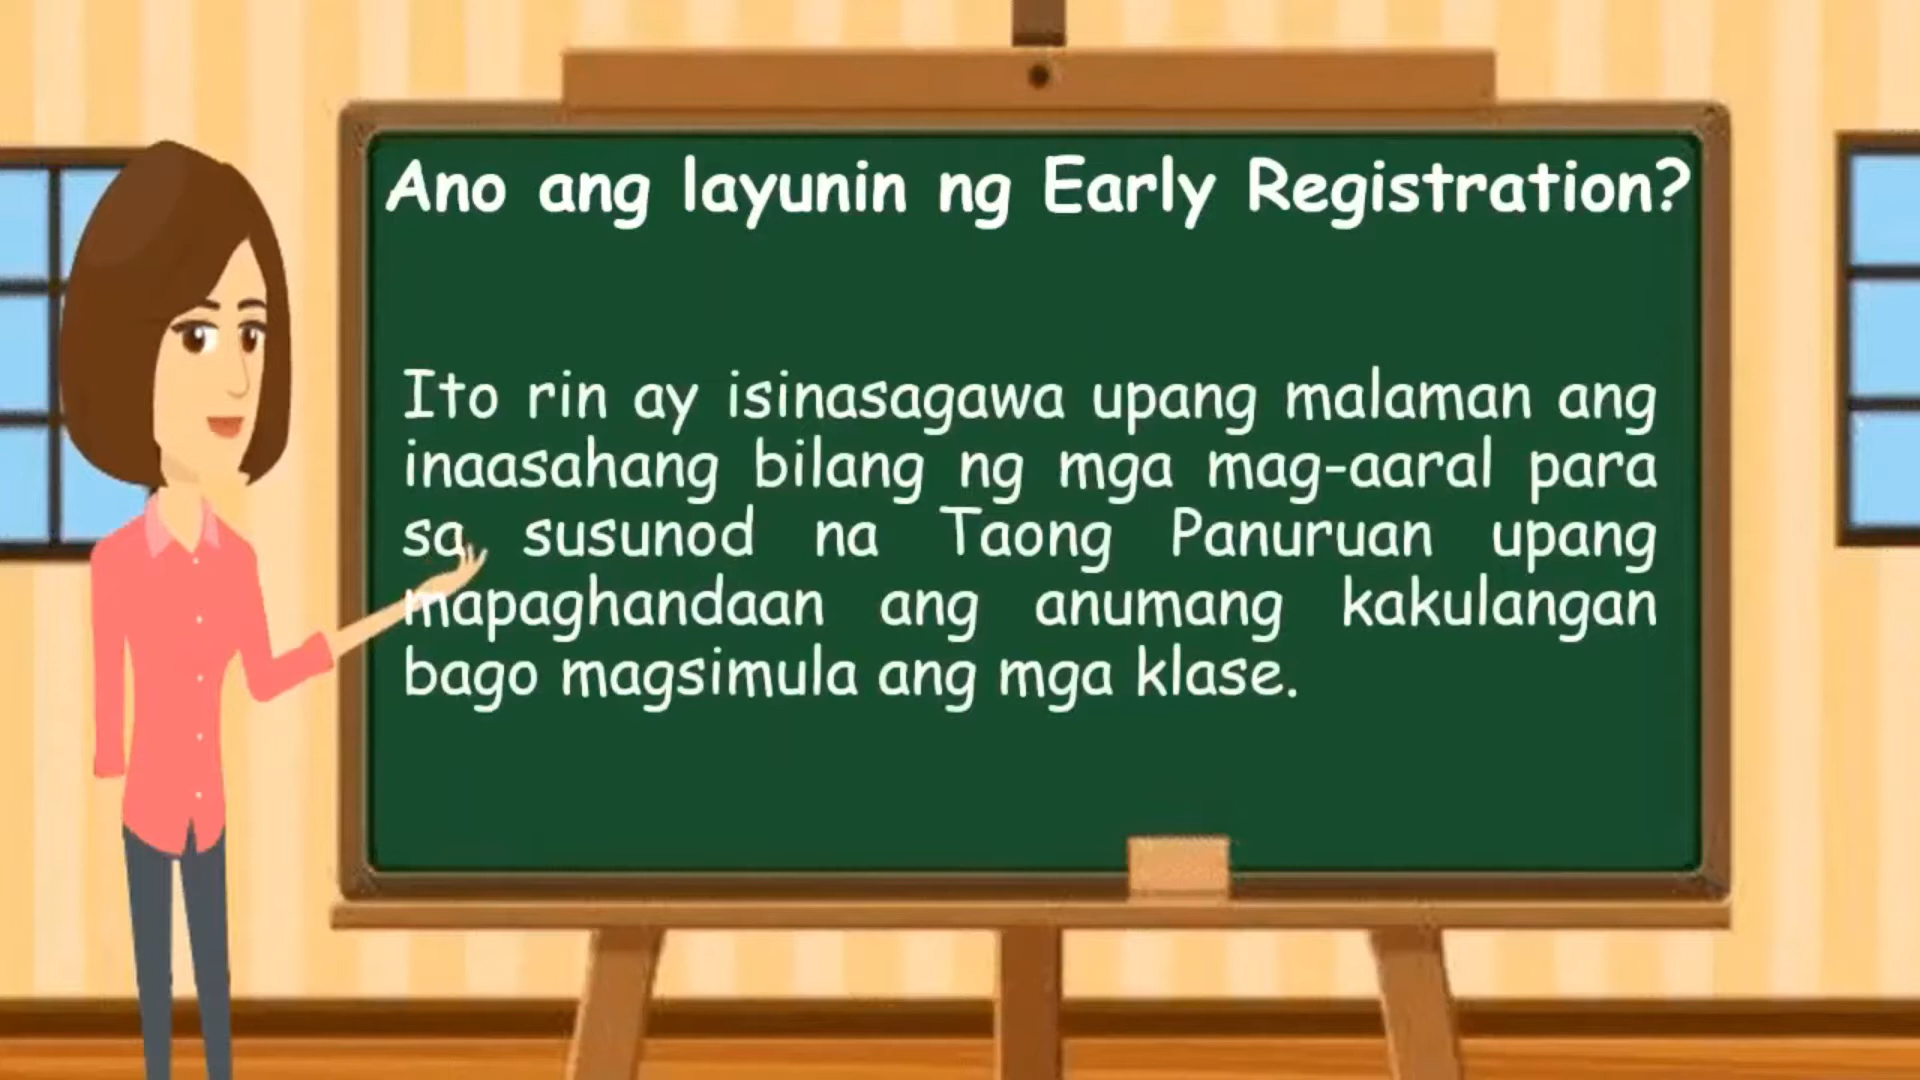 Ano ang layunin ng Early Registration?
Ito rin ay isinasagawa upang malaman ang
inaasahang bilang ng mga mag-aaral para
sa susunod na Taong Panuruan upang
mapaghandaan ang anumang kakulangan
bago magsimula ang mga klase.